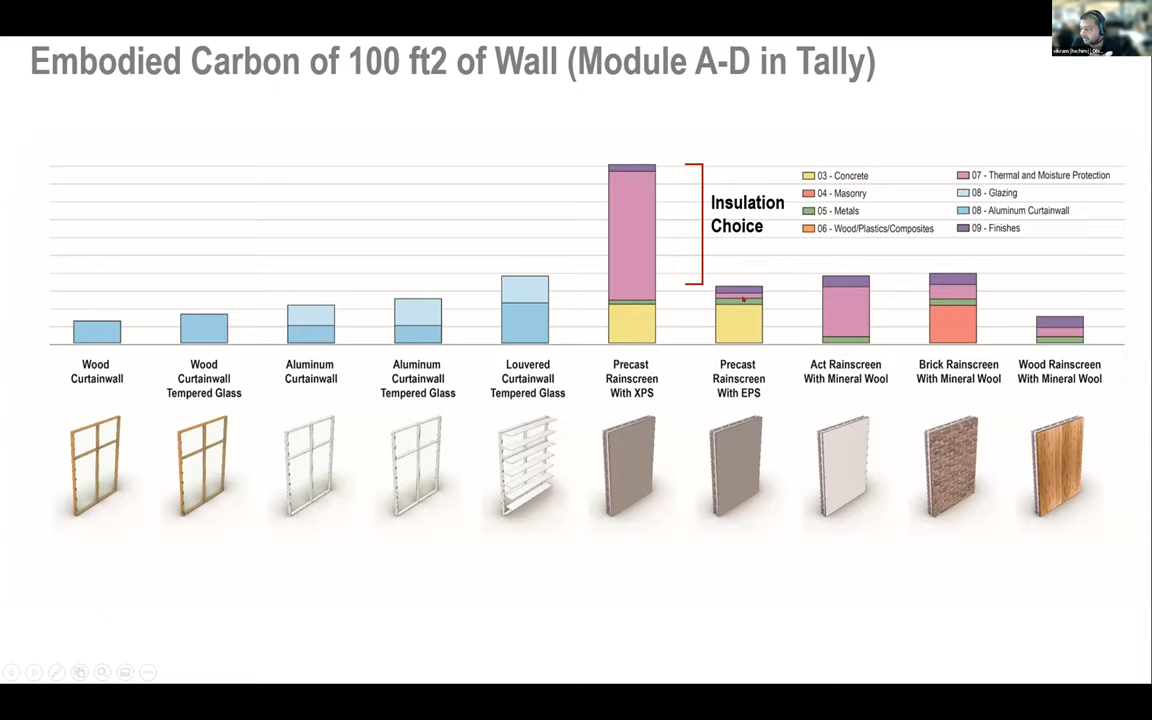 vikram [he/him]
Embodied Carbon of 100 ft2 of Wall (Module A-D in Tally)
Insulation
Choice
03 - Concrete
04 - Masonry
05 - Metals
06 - Wood/Plastics/Composites
07 - Thermal and Moisture Protection
08 - Glazing
08 - Aluminum Curtainwall
09 - Finishes
Wood
Curtainwall
Wood
Curtainwall
Tempered Glass
Aluminum
Curtainwall
Aluminum
Curtainwall
Tempered Glass
Louvered
Curtainwall
Tempered Glass
Precast
Rainscreen
With XPS
Precast
Rainscreen
With EPS
Act Rainscreen
With Mineral Wool
Brick Rainscreen
With Mineral Wool
Wood Rainscreen
With Mineral Wool